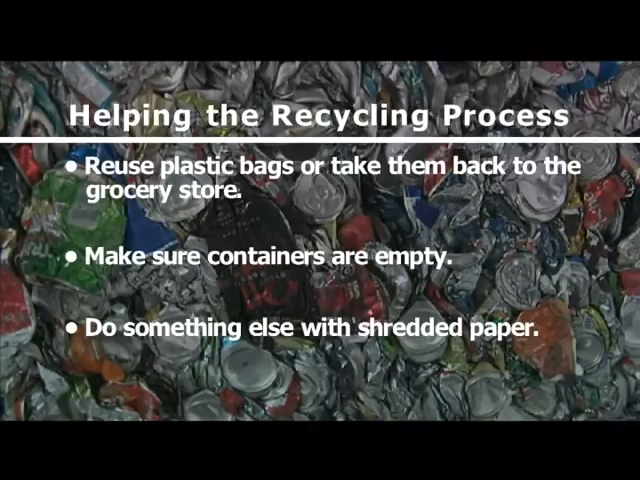 Helping the Recycling Process
• Reuse plastic bags or take them back to the
grocery store.
• Make sure containers are empty.
• Do something else with shredded paper.